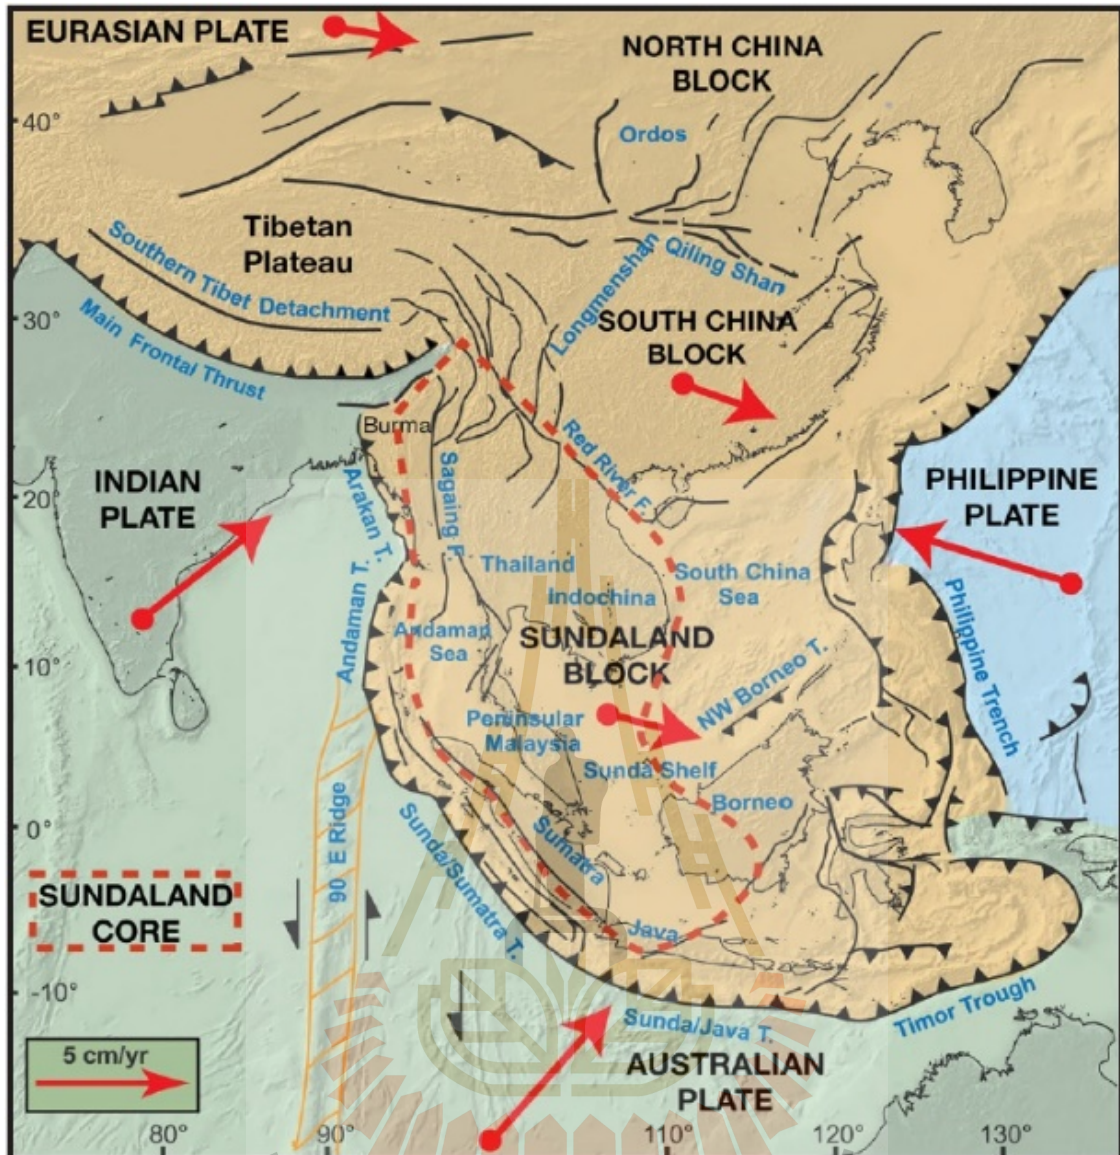 EURASIAN PLATE
NORTH CHINA
BLOCK
40°
Ordos
Tibetan
Plateau
Southern Tibet Detachment
Main Frontal Thrust
Longmenshan
Qiling Shan
30°
SOUTH CHINA
BLOCK
Burma
Red River F.
Sagaing F.
Arakan T.
INDIAN
PLATE
PHILIPPINE
PLATE
20°
Thailand
Indochina
South China
Sea
Andaman T.
Andaman
Sea
SUNDALAND
BLOCK
Philippine Trench
10°
NW Borneo T.
Peninsular
Malaysia
Sunda Shelf
Borneo
0°
90 E Ridge
Sunda/Sumatra T.
Sumatra
SUNDALAND
CORE
Java
-10°
Timor Trough
Sunda/Java T.
5 cm/yr
AUSTRALIAN
PLATE
80°
90°
110°
120°
130°